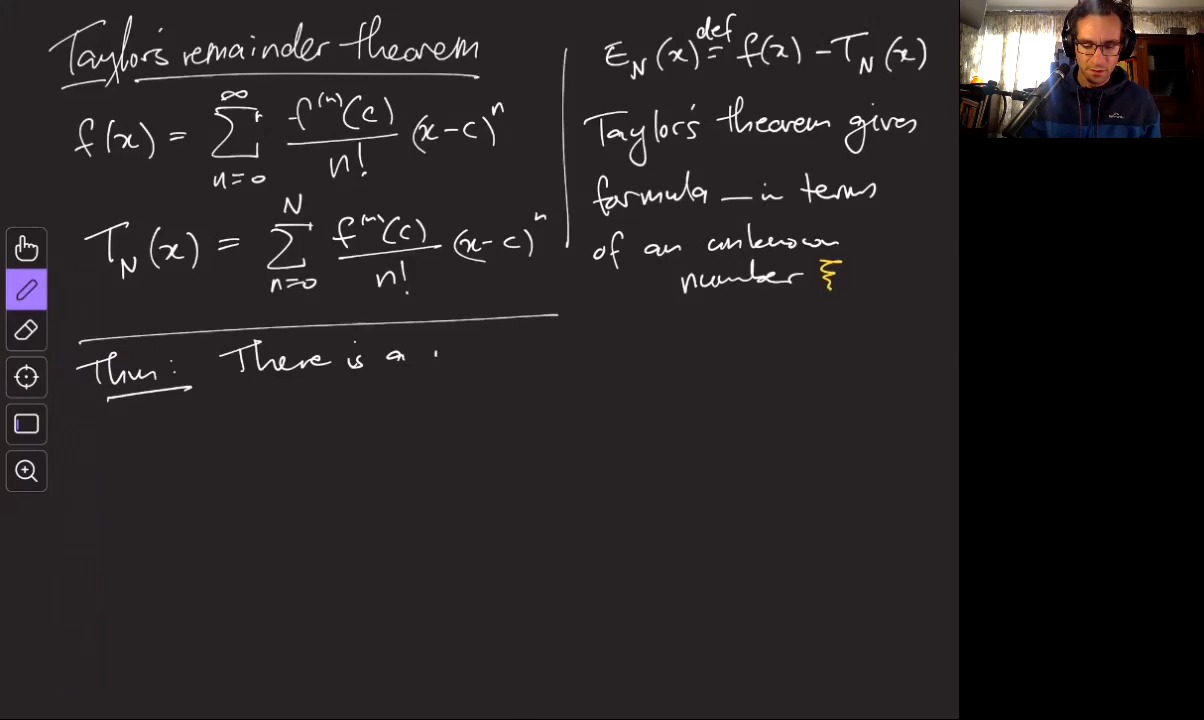 Taylor's remainder theorem
f(x) = ∑_{n=0}^{∞} f^{(n)}(c)/n! (x-c)^n
T_N(x) = ∑_{n=0}^{N} f^{(n)}(c)/n! (x-c)^n
E_N(x) =^{def} f(x) - T_N(x)
Taylor's theorem gives
formula — in terms
of an unknown
number ξ
Thm: There is a